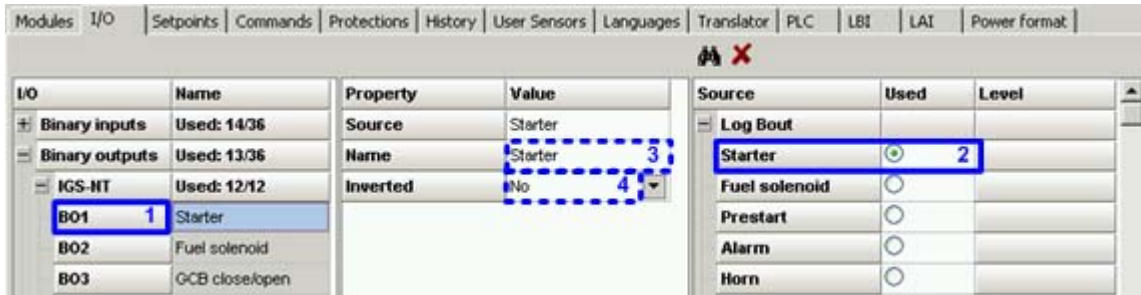 Modules I/O Setpoints Commands Protections History User Sensors Languages Translator PLC LBI LAI Power format
I/O Name Property Value Source Used Level
Binary inputs Used: 14/36 Source Starter Log Bout
Binary outputs Used: 13/36 Name Starter 3 Starter 2
IGS-NT Used: 12/12 Inverted No 4 Fuel solenoid
BO1 1 Starter Prestart
BO2 Fuel solenoid Alarm
BO3 GCB close/open Horn